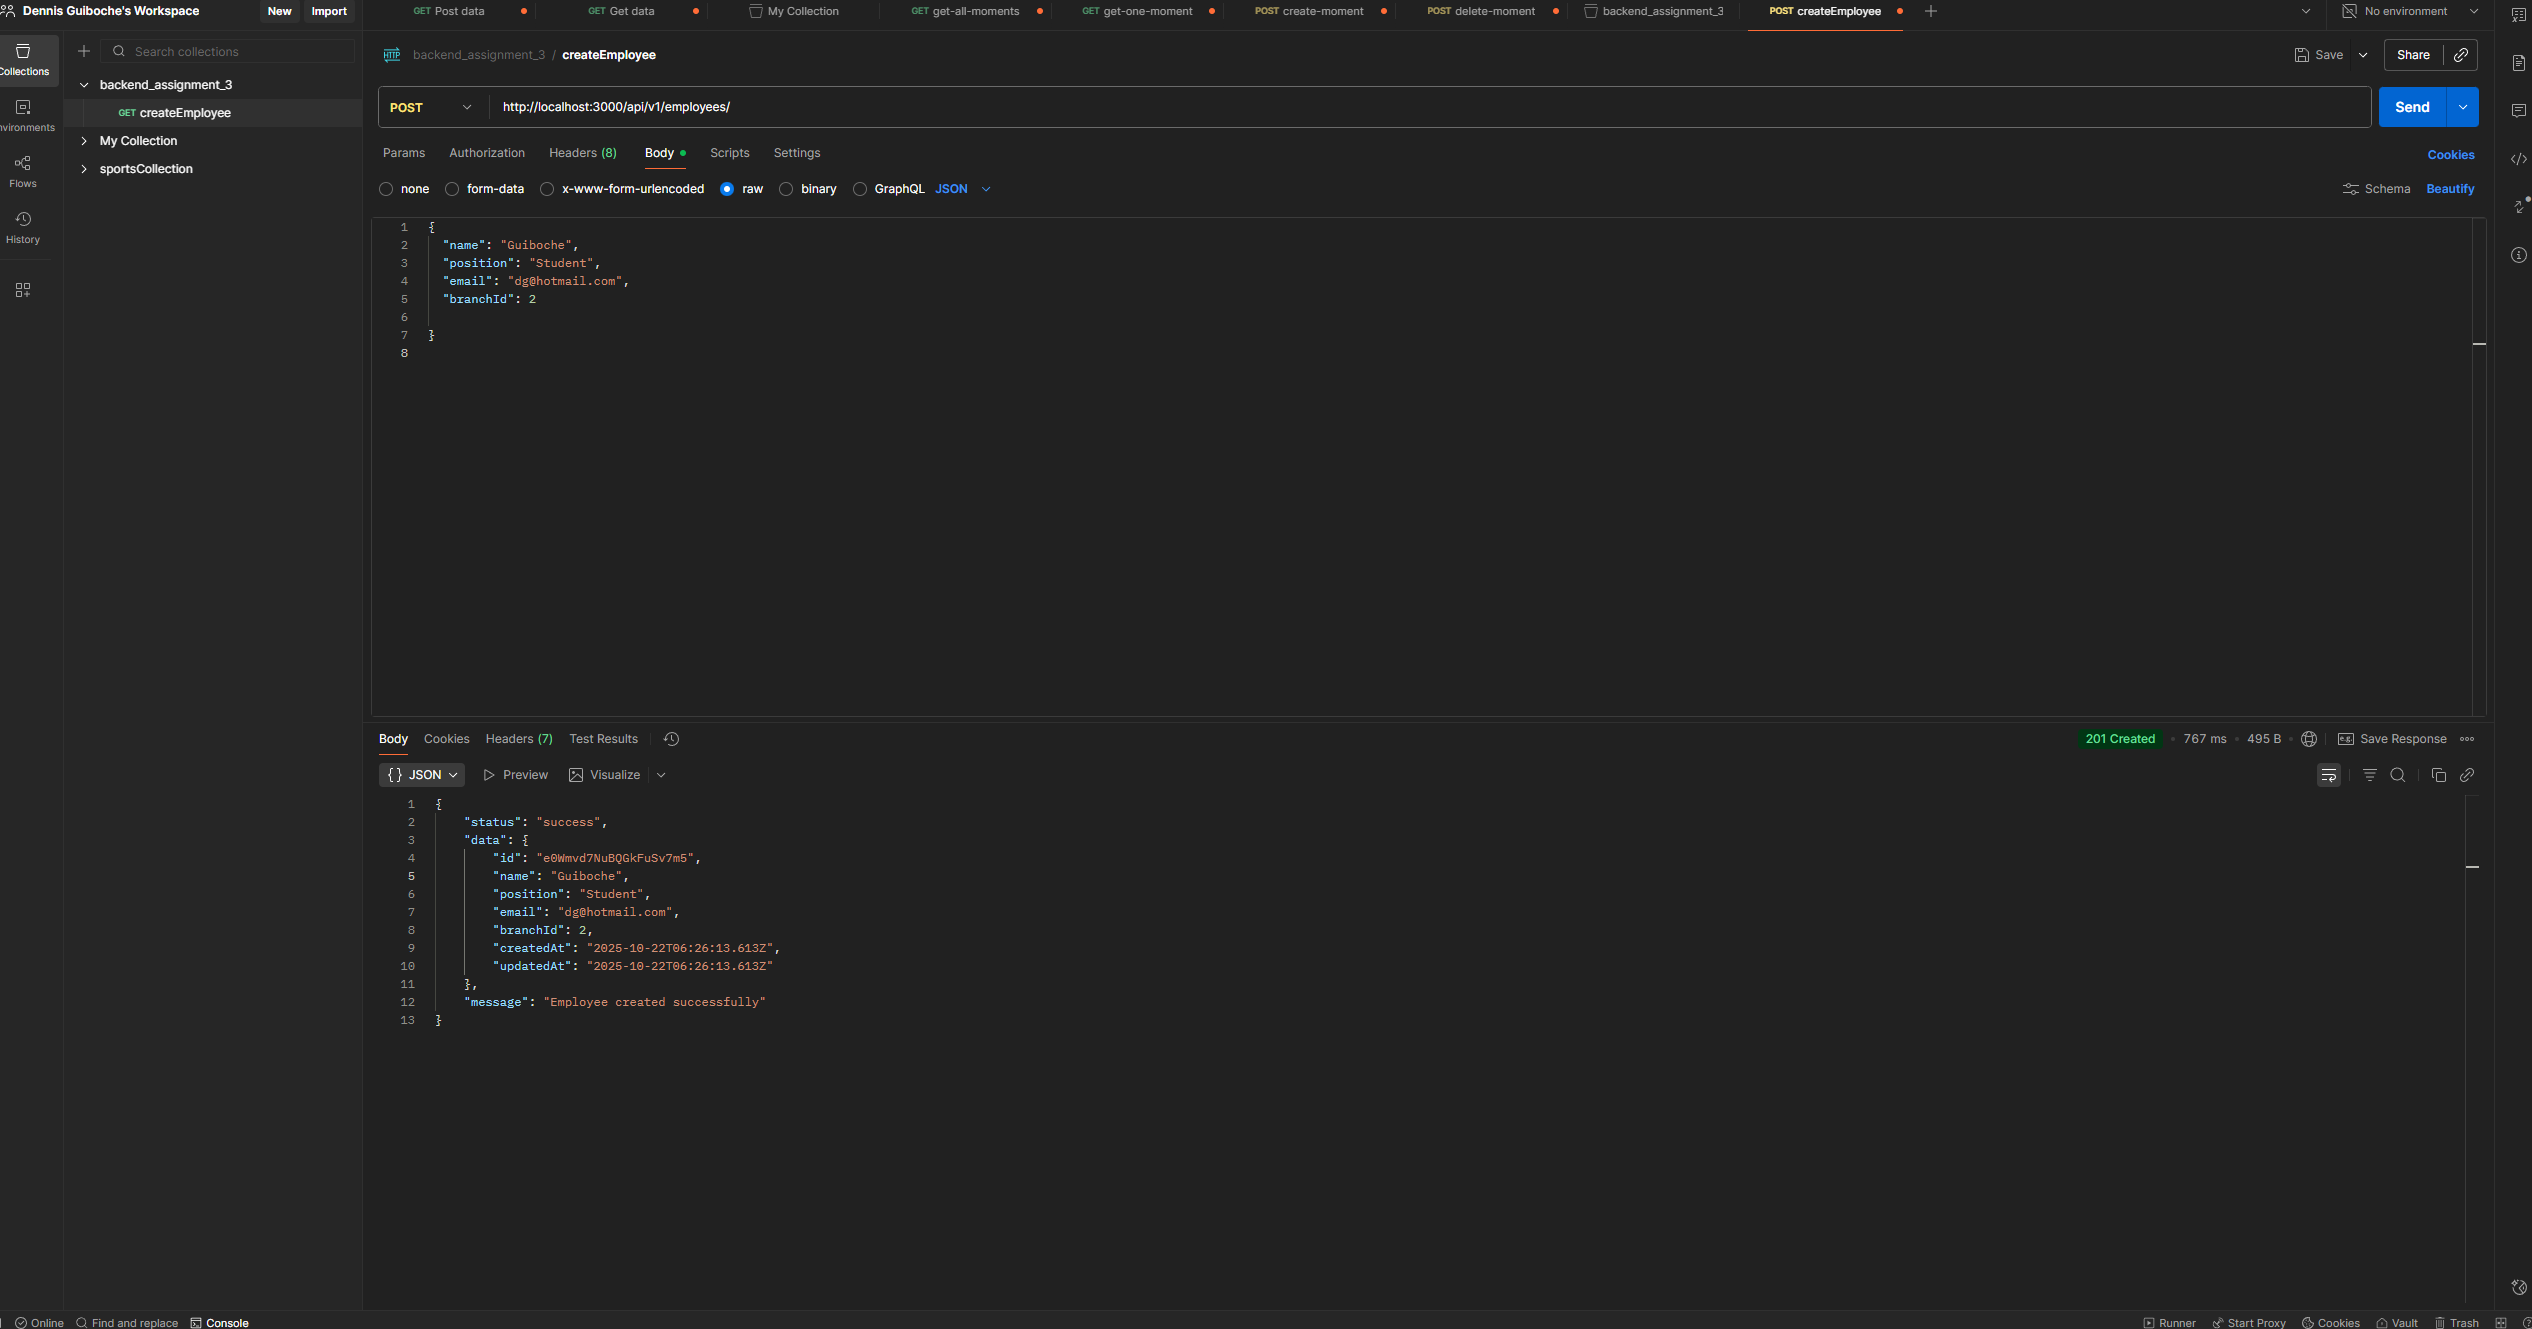 Dennis Guiboche's Workspace
New
Import
GET Post data
GET Get data
My Collection
GET get-all-moments
GET get-one-moment
POST create-moment
POST delete-moment
backend_assignment_3
POST createEmployee
No environment
Collections
Environments
Flows
History
Search collections
backend_assignment_3
GET createEmployee
My Collection
sportsCollection
HTTP backend_assignment_3 / createEmployee
Save
Share
POST
http://localhost:3000/api/v1/employees/
Send
Params
Authorization
Headers (8)
Body
Scripts
Settings
Cookies
none
form-data
x-www-form-urlencoded
raw
binary
GraphQL
JSON
Schema
Beautify
1 {
2 "name": "Guiboche",
3 "position": "Student",
4 "email": "dg@hotmail.com",
5 "branchId": 2
6
7 }
8
Body
Cookies
Headers (7)
Test Results
201 Created
767 ms
495 B
e.g. Save Response
{} JSON
Preview
Visualize
1 {
2 "status": "success",
3 "data": {
4 "id": "e0Wmvd7NuBQGkFuSv7m5",
5 "name": "Guiboche",
6 "position": "Student",
7 "email": "dg@hotmail.com",
8 "branchId": 2,
9 "createdAt": "2025-10-22T06:26:13.613Z",
10 "updatedAt": "2025-10-22T06:26:13.613Z"
11 },
12 "message": "Employee created successfully"
13 }
Online
Find and replace
Console
Runner
Start Proxy
Cookies
Vault
Trash